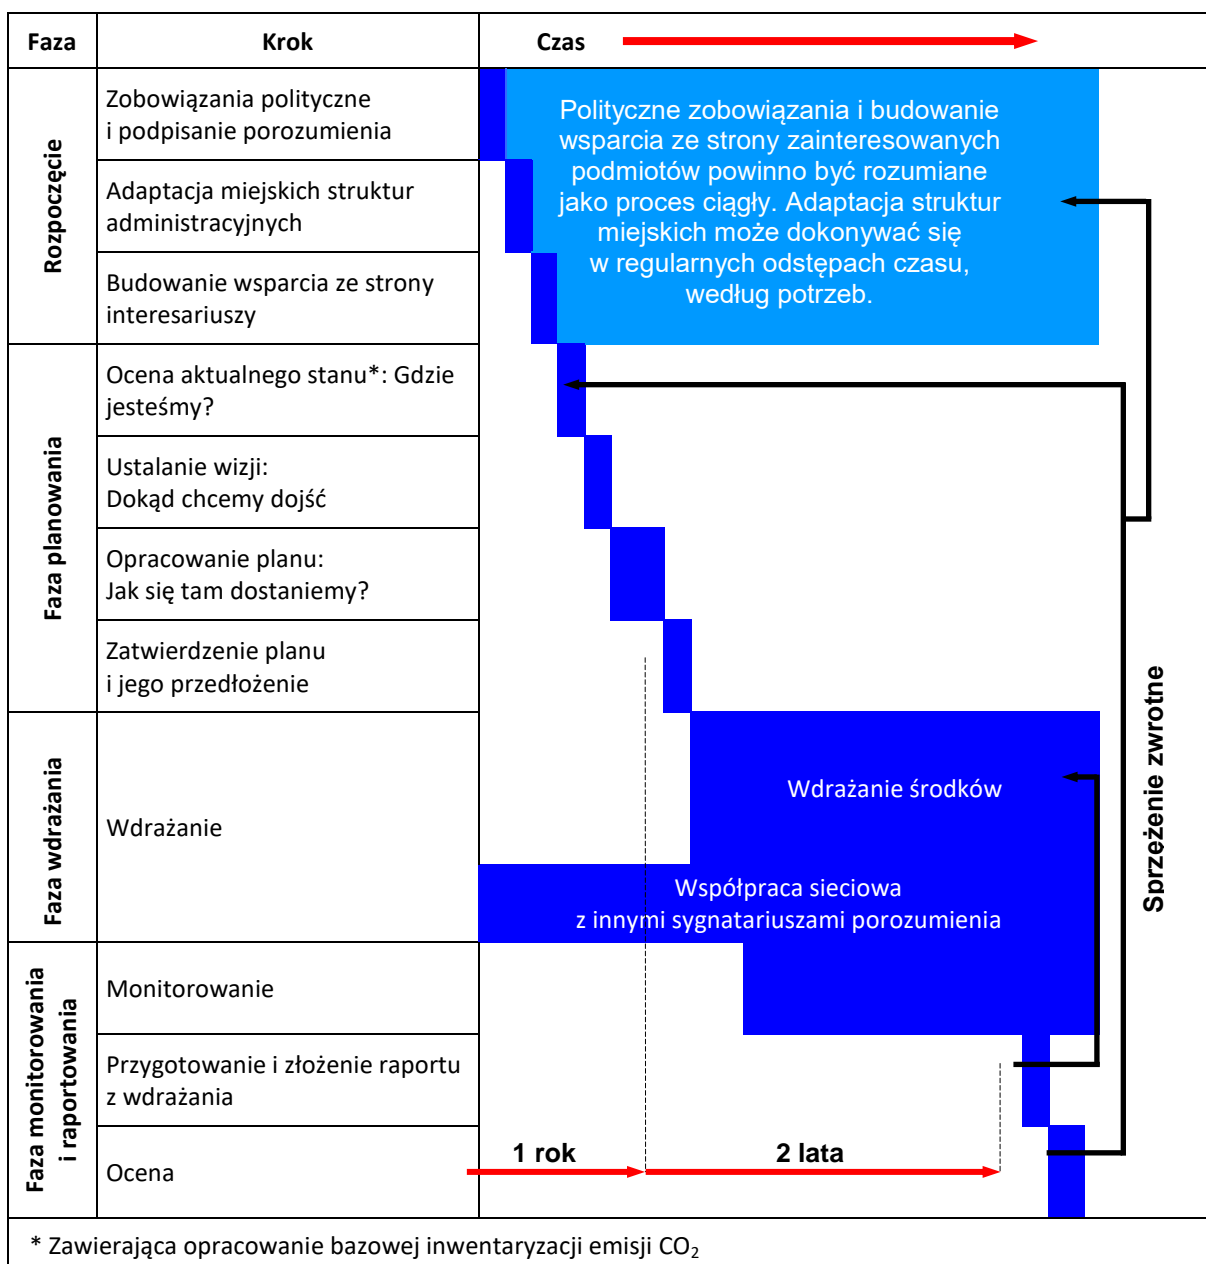 Faza
Krok
Czas
Rozpoczęcie
Zobowiązania polityczne
i podpisanie porozumienia
Adaptacja miejskich struktur
administracyjnych
Budowanie wsparcia ze strony
interesariuszy
Polityczne zobowiązania i budowanie
wsparcia ze strony zainteresowanych
podmiotów powinno być rozumiane
jako proces ciągły. Adaptacja struktur
miejskich może dokonywać się
w regularnych odstępach czasu,
według potrzeb.
Faza planowania
Ocena aktualnego stanu*: Gdzie
jesteśmy?
Ustalanie wizji:
Dokąd chcemy dojść
Opracowanie planu:
Jak się tam dostaniemy?
Zatwierdzenie planu
i jego przedłożenie
Faza wdrażania
Wdrażanie
Wdrażanie środków
Współpraca sieciowa
z innymi sygnatariuszami porozumienia
Sprzężenie zwrotne
Faza monitorowania
i raportowania
Monitorowanie
Przygotowanie i złożenie raportu
z wdrażania
Ocena
1 rok
2 lata
* Zawierająca opracowanie bazowej inwentaryzacji emisji CO₂